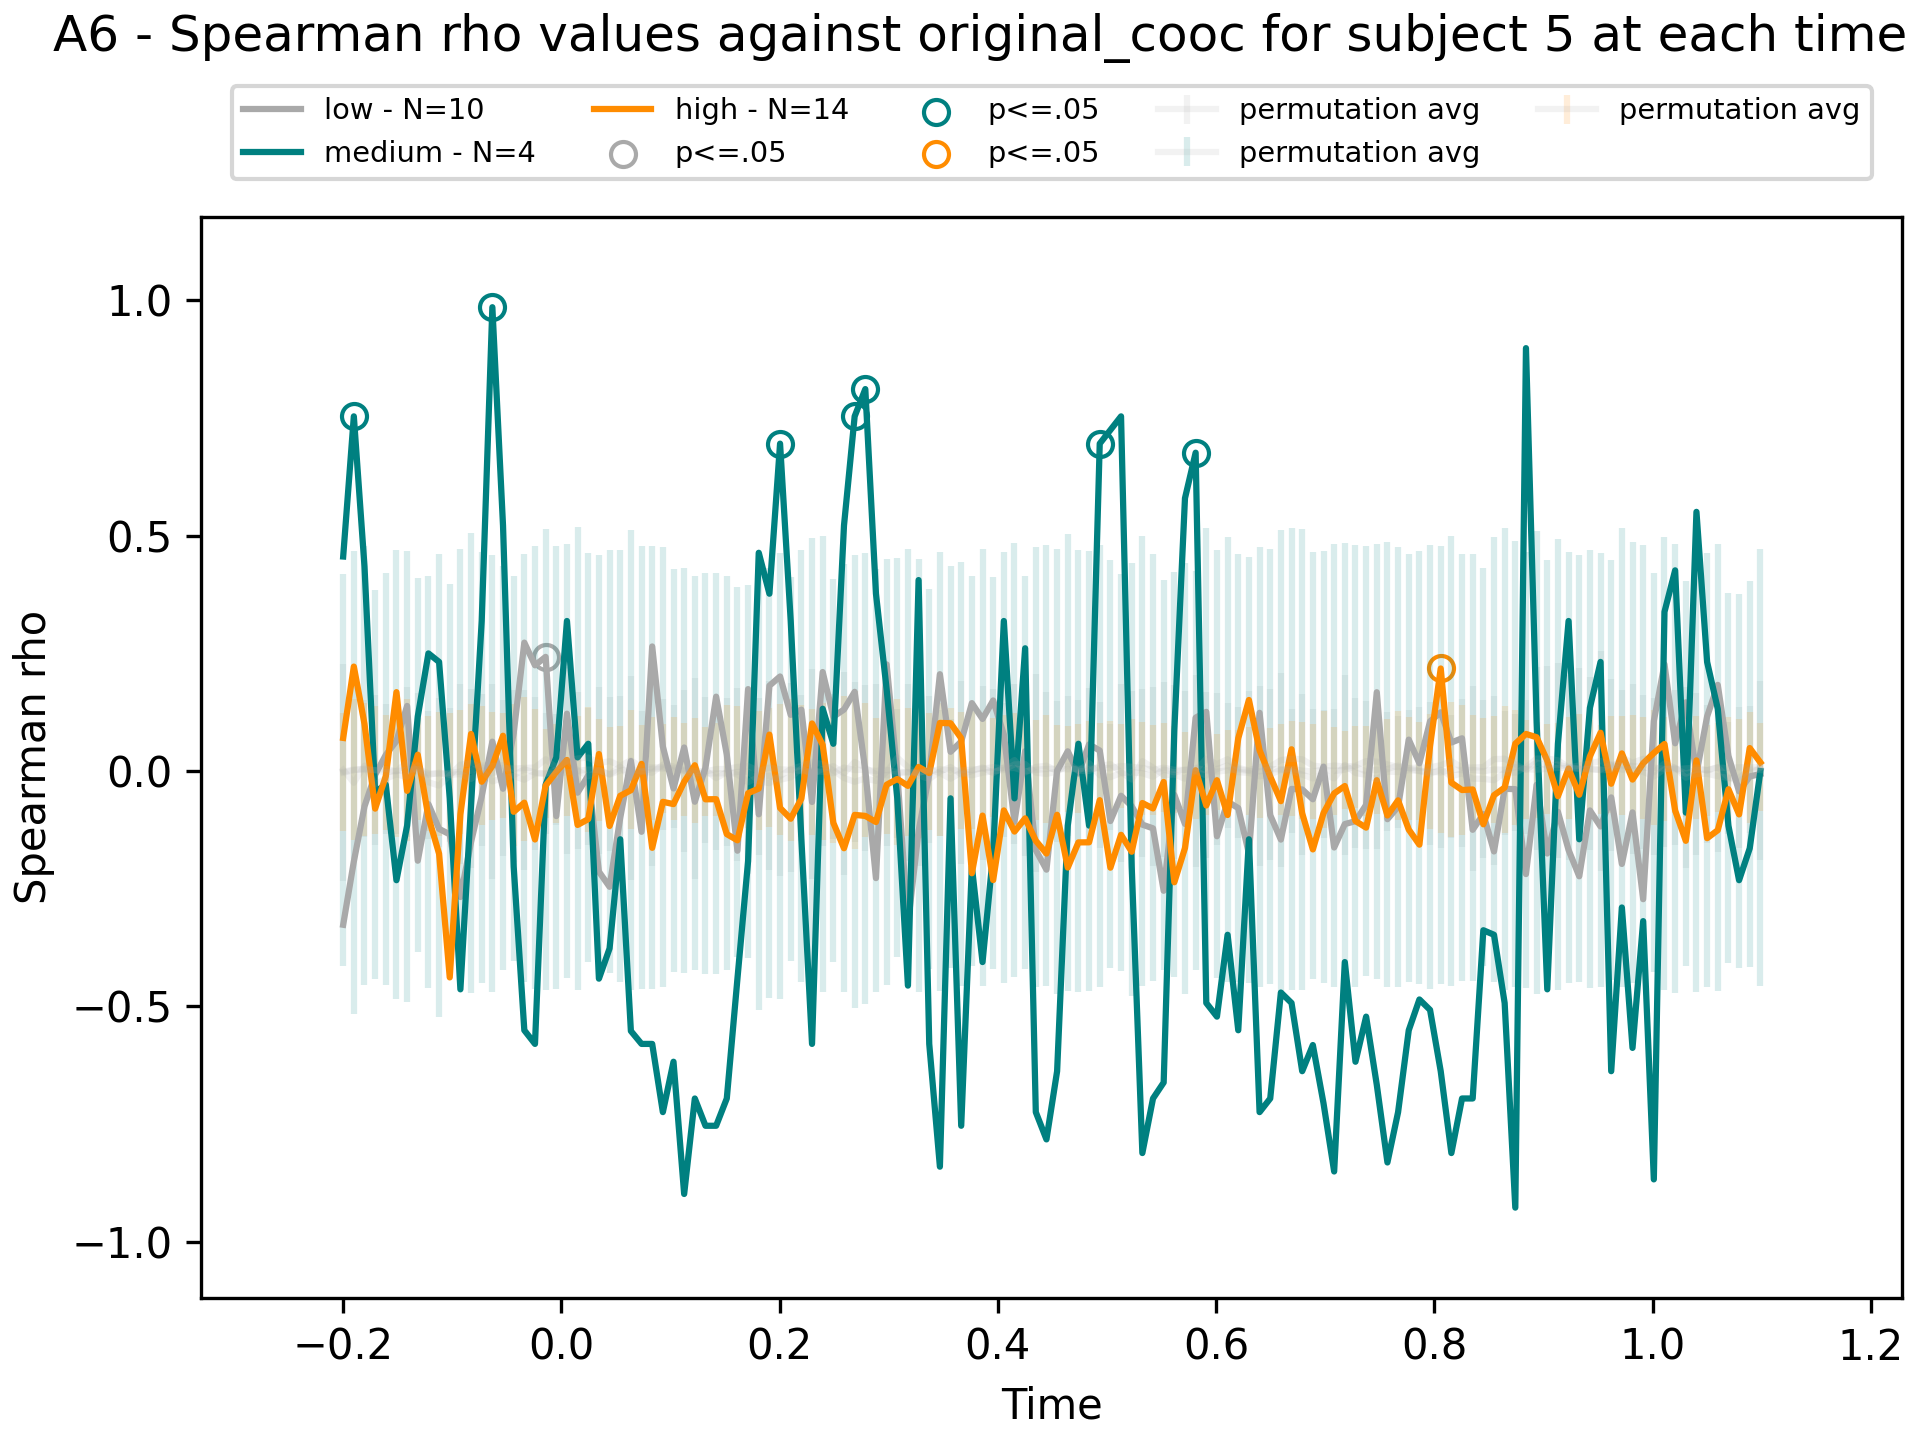 A6 - Spearman rho values against original_cooc for subject 5 at each time
low - N=10 high - N=14 p<=.05 permutation avg permutation avg
medium - N=4 p<=.05 p<=.05 permutation avg
1.0
0.5
0.0
−0.5
−1.0
Spearman rho
−0.2 0.0 0.2 0.4 0.6 0.8 1.0 1.2
Time